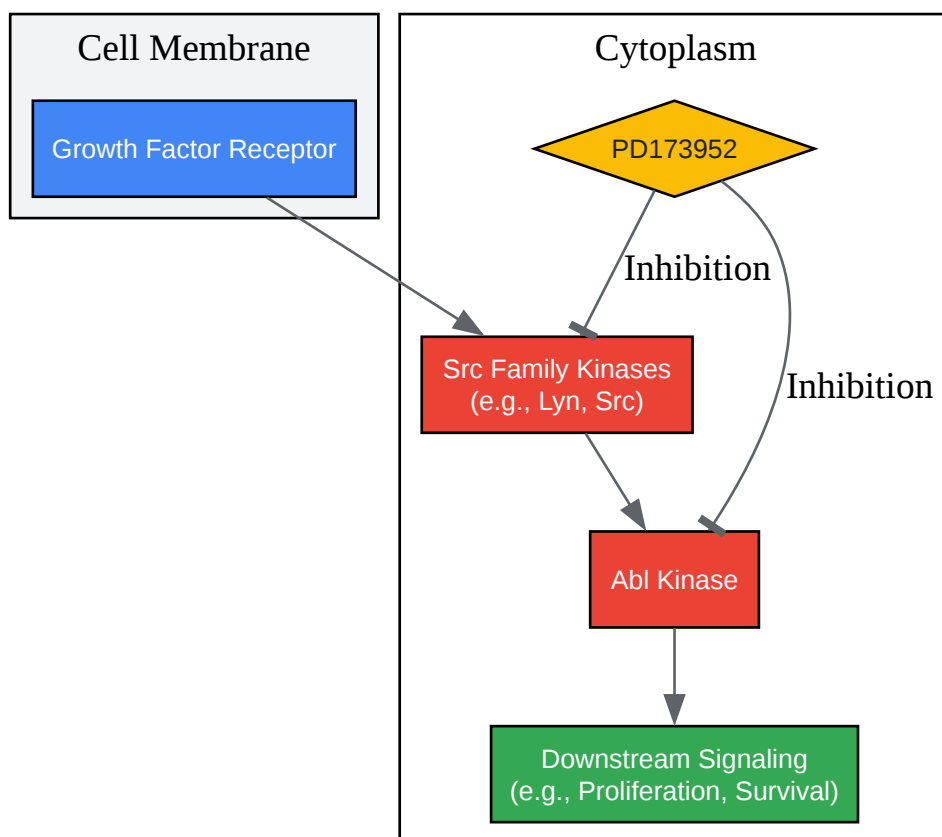 Cell Membrane
Growth Factor Receptor
Cytoplasm
PD173952
Inhibition
Src Family Kinases
(e.g., Lyn, Src)
Inhibition
Abl Kinase
Downstream Signaling
(e.g., Proliferation, Survival)